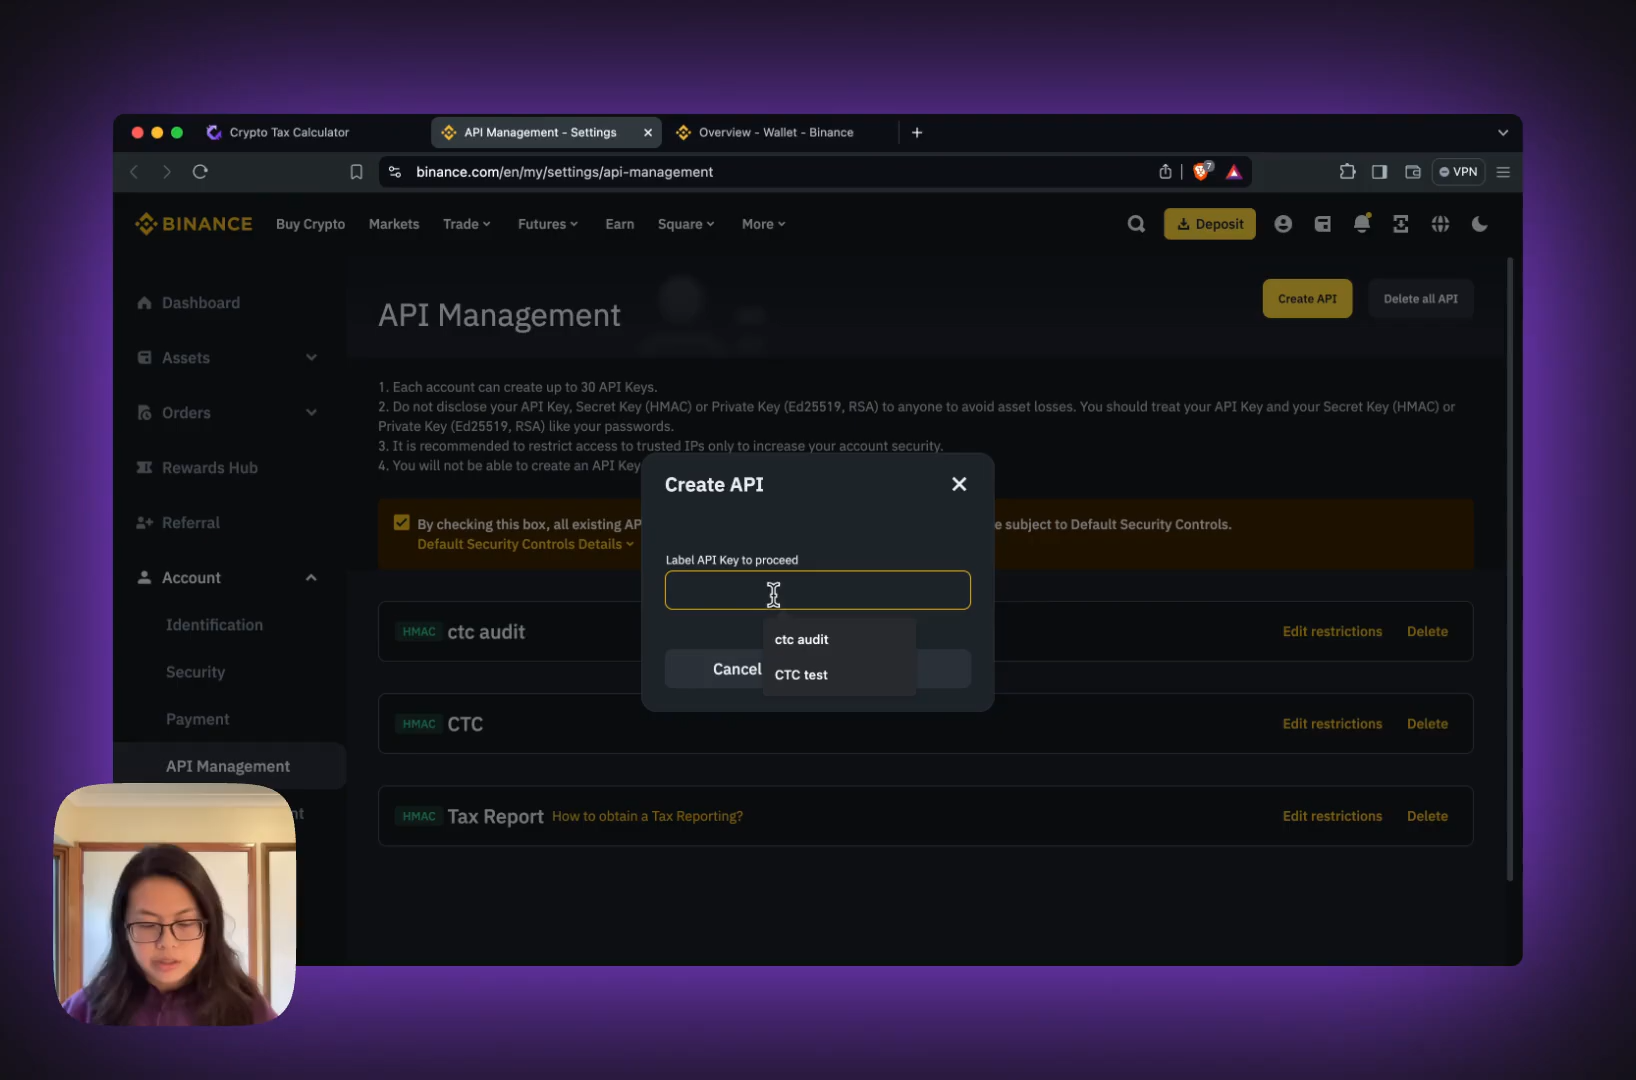 Crypto Tax Calculator
API Management - Settings
Overview - Wallet - Binance
binance.com/en/my/settings/api-management
7
VPN
BINANCE
Buy Crypto
Markets
Trade
Futures
Earn
Square
More
Deposit
Dashboard
Assets
Orders
Rewards Hub
Referral
Account
Identification
Security
Payment
API Management
nt
API Management
Create API
Delete all API
1. Each account can create up to 30 API Keys.
2. Do not disclose your API Key, Secret Key (HMAC) or Private Key (Ed25519, RSA) to anyone to avoid asset losses. You should treat your API Key and your Secret Key (HMAC) or
Private Key (Ed25519, RSA) like your passwords.
3. It is recommended to restrict access to trusted IPs only to increase your account security.
4. You will not be able to create an API Key
By checking this box, all existing AP
e subject to Default Security Controls.
Default Security Controls Details
Create API
Label API Key to proceed
ctc audit
CTC test
Cancel
HMAC ctc audit
Edit restrictions
Delete
HMAC CTC
Edit restrictions
Delete
HMAC Tax Report How to obtain a Tax Reporting?
Edit restrictions
Delete